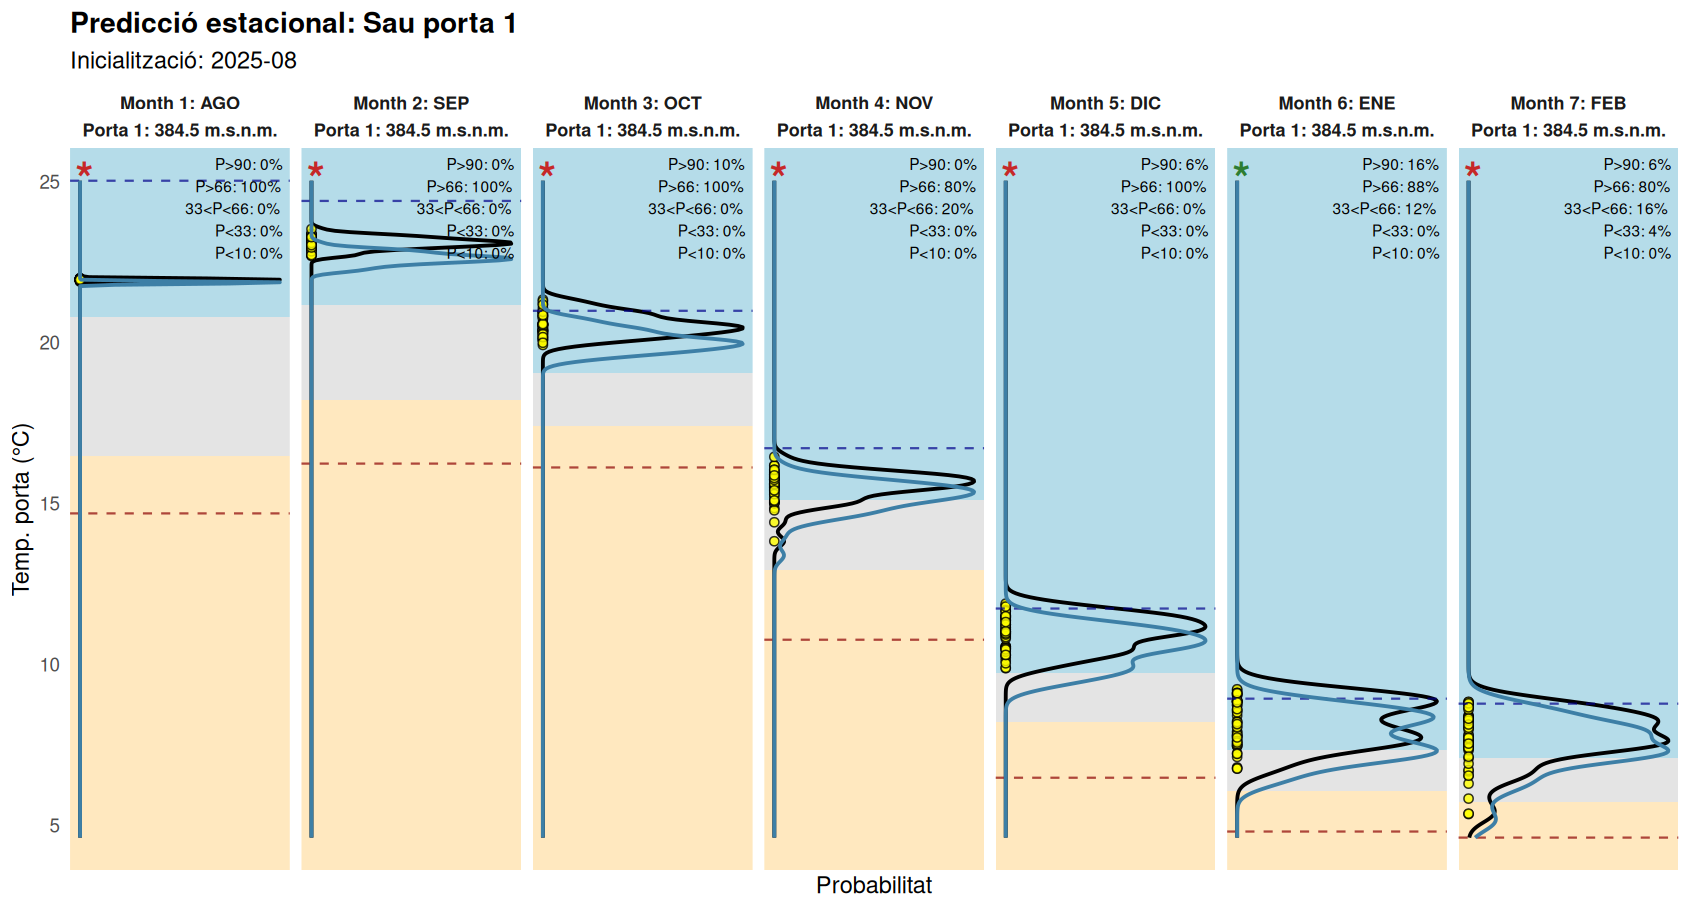 Predicció estacional: Sau porta 1
Inicialització: 2025-08
Month 1: AGO
Porta 1: 384.5 m.s.n.m.
Month 2: SEP
Porta 1: 384.5 m.s.n.m.
Month 3: OCT
Porta 1: 384.5 m.s.n.m.
Month 4: NOV
Porta 1: 384.5 m.s.n.m.
Month 5: DIC
Porta 1: 384.5 m.s.n.m.
Month 6: ENE
Porta 1: 384.5 m.s.n.m.
Month 7: FEB
Porta 1: 384.5 m.s.n.m.
*
P>90: 0%
P>66: 100%
33<P<66: 0%
P<33: 0%
P<10: 0%
*
P>90: 0%
P>66: 100%
33<P<66: 0%
P<33: 0%
P<10: 0%
*
P>90: 10%
P>66: 100%
33<P<66: 0%
P<33: 0%
P<10: 0%
*
P>90: 0%
P>66: 80%
33<P<66: 20%
P<33: 0%
P<10: 0%
*
P>90: 6%
P>66: 100%
33<P<66: 0%
P<33: 0%
P<10: 0%
*
P>90: 16%
P>66: 88%
33<P<66: 12%
P<33: 0%
P<10: 0%
*
P>90: 6%
P>66: 80%
33<P<66: 16%
P<33: 4%
P<10: 0%
Temp. porta (°C)
25
20
15
10
5
Probabilitat